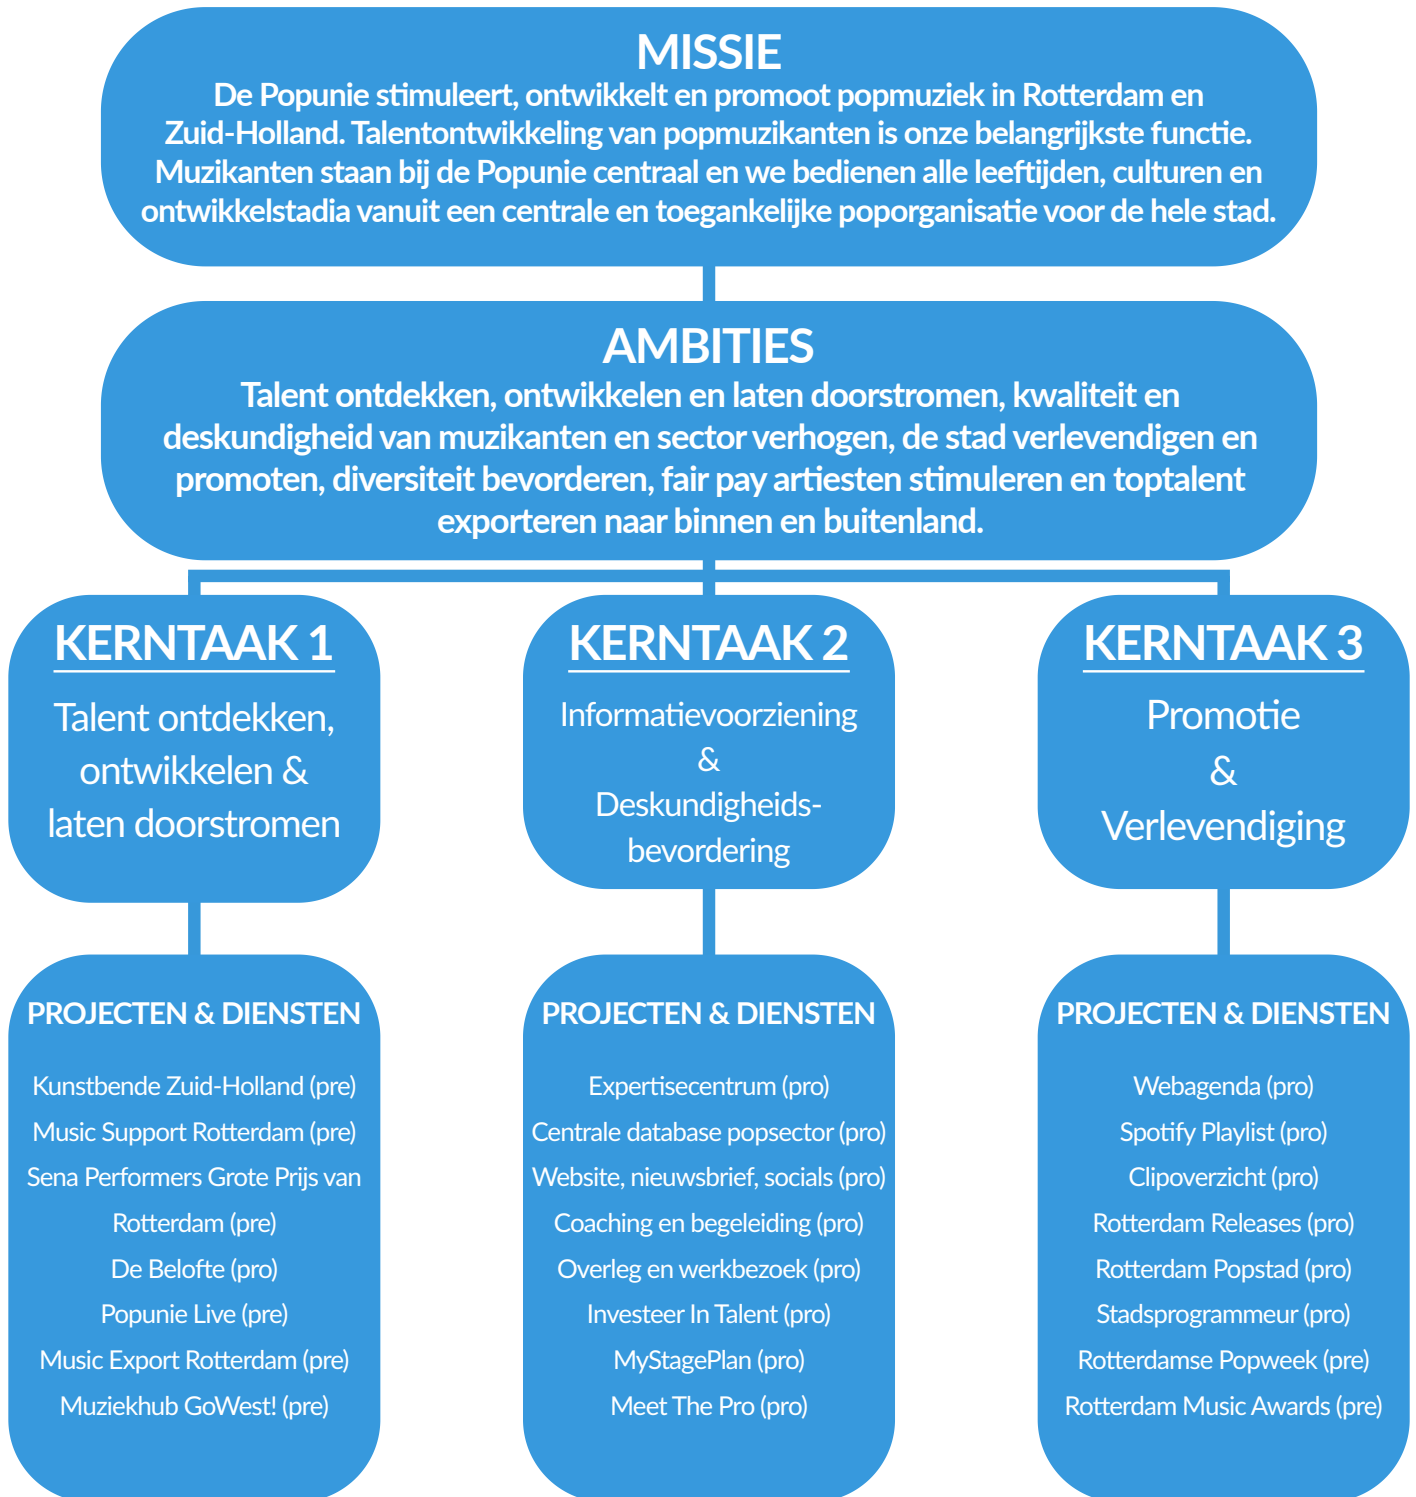 MISSIE
De Popunie stimuleert, ontwikkelt en promoot popmuziek in Rotterdam en
Zuid-Holland. Talentontwikkeling van popmuzikanten is onze belangrijkste functie.
Muzikanten staan bij de Popunie centraal en we bedienen alle leeftijden, culturen en
ontwikkelstadia vanuit een centrale en toegankelijke poporganisatie voor de hele stad.
AMBITIES
Talent ontdekken, ontwikkelen en laten doorstromen, kwaliteit en
deskundigheid van muzikanten en sector verhogen, de stad verlevendigen en
promoten, diversiteit bevorderen, fair pay artiesten stimuleren en toptalent
exporteren naar binnen en buitenland.
KERNTAAK 1
Talent ontdekken,
ontwikkelen &
laten doorstromen
KERNTAAK 2
Informatievoorziening
&
Deskundigheids-
bevordering
KERNTAAK 3
Promotie
&
Verlevendiging
PROJECTEN & DIENSTEN
Kunstbende Zuid-Holland (pre)
Music Support Rotterdam (pre)
Sena Performers Grote Prijs van
Rotterdam (pre)
De Belofte (pro)
Popunie Live (pre)
Music Export Rotterdam (pre)
Muziekhub GoWest! (pre)
PROJECTEN & DIENSTEN
Expertisecentrum (pro)
Centrale database popsector (pro)
Website, nieuwsbrief, socials (pro)
Coaching en begeleiding (pro)
Overleg en werkbezoek (pro)
Investeer In Talent (pro)
MyStagePlan (pro)
Meet The Pro (pro)
PROJECTEN & DIENSTEN
Webagenda (pro)
Spotify Playlist (pro)
Clipoverzicht (pro)
Rotterdam Releases (pro)
Rotterdam Popstad (pro)
Stadsprogrammeur (pro)
Rotterdamse Popweek (pre)
Rotterdam Music Awards (pre)